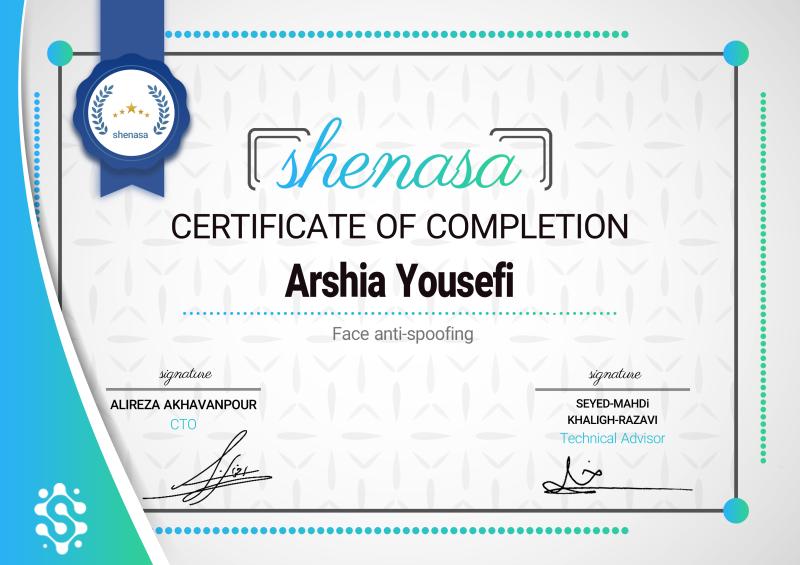 shenasa
shenasa
CERTIFICATE OF COMPLETION
Arshia Yousefi
Face anti-spoofing
signature
ALIREZA AKHAVANPOUR
CTO
signature
SEYED-MAHDi
KHALIGH-RAZAVI
Technical Advisor